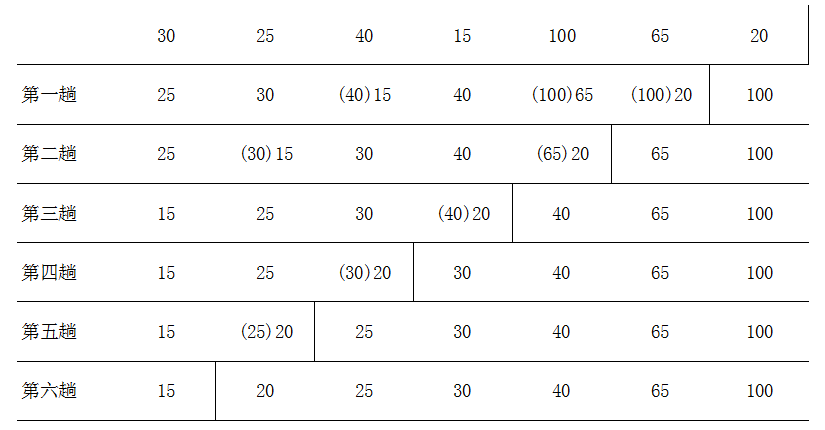 30 25 40 15 100 65 20
第一趟 25 30 (40)15 40 (100)65 (100)20 100
第二趟 25 (30)15 30 40 (65)20 65 100
第三趟 15 25 30 (40)20 40 65 100
第四趟 15 25 (30)20 30 40 65 100
第五趟 15 (25)20 25 30 40 65 100
第六趟 15 20 25 30 40 65 100